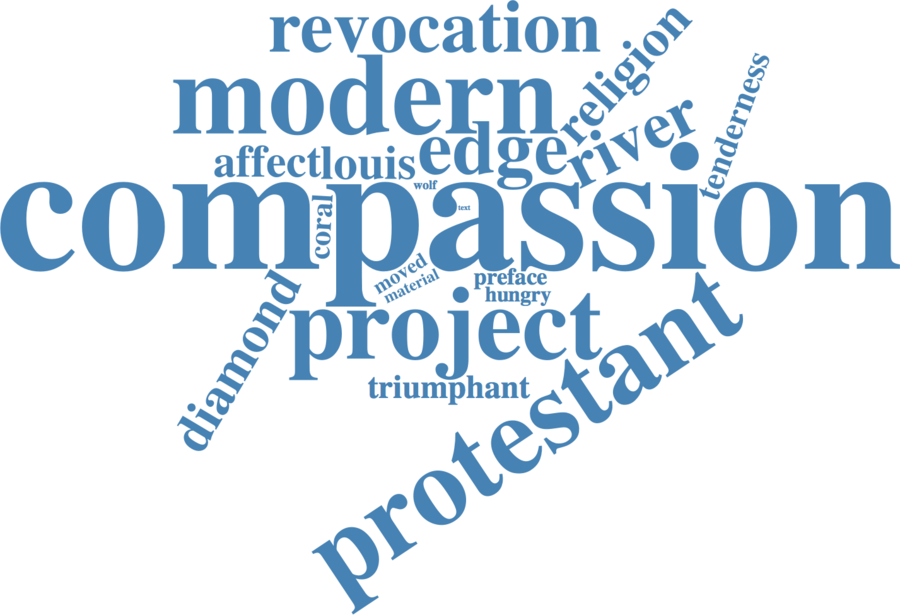 revocation
religion
modern
tenderness
river
edge
affect
louis
wolf
compassion
text
coral
moved
material
preface
hungry
diamond
project
protestant
triumphant